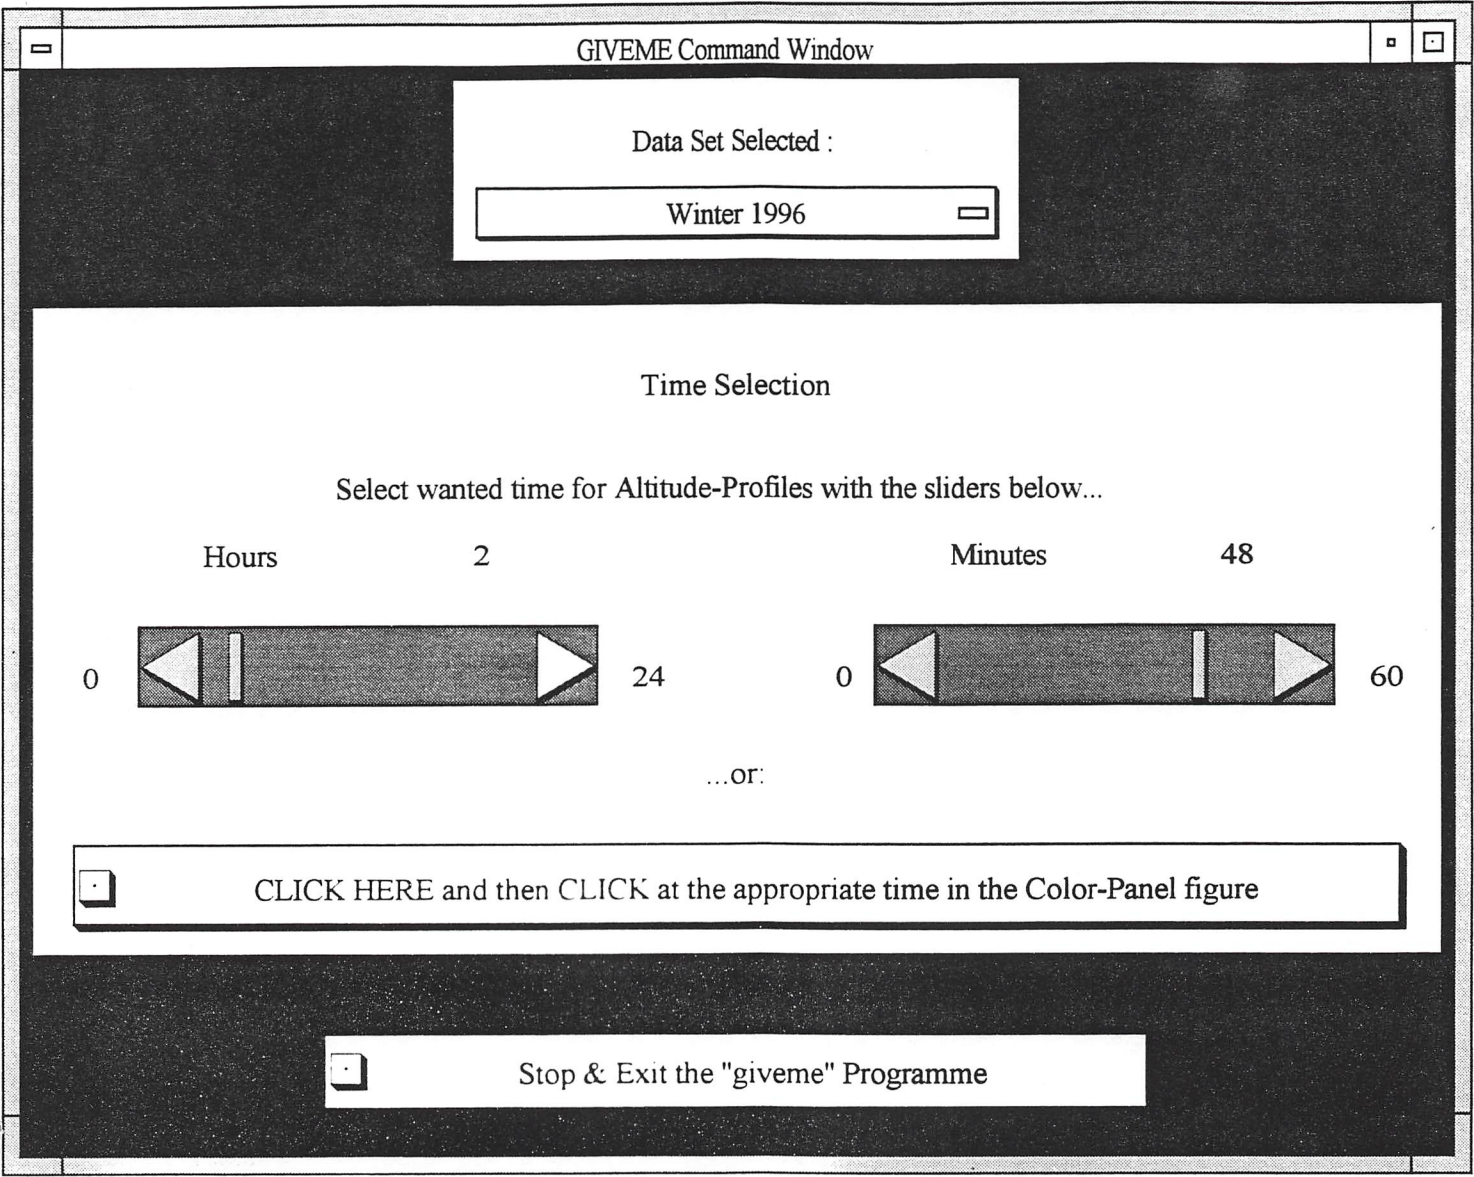 GIVEME Command Window
Data Set Selected :
Winter 1996
Time Selection
Select wanted time for Altitude-Profiles with the sliders below...
Hours 2 Minutes 48
0 24 0 60
...or:
CLICK HERE and then CLICK at the appropriate time in the Color-Panel figure
Stop & Exit the "giveme" Programme